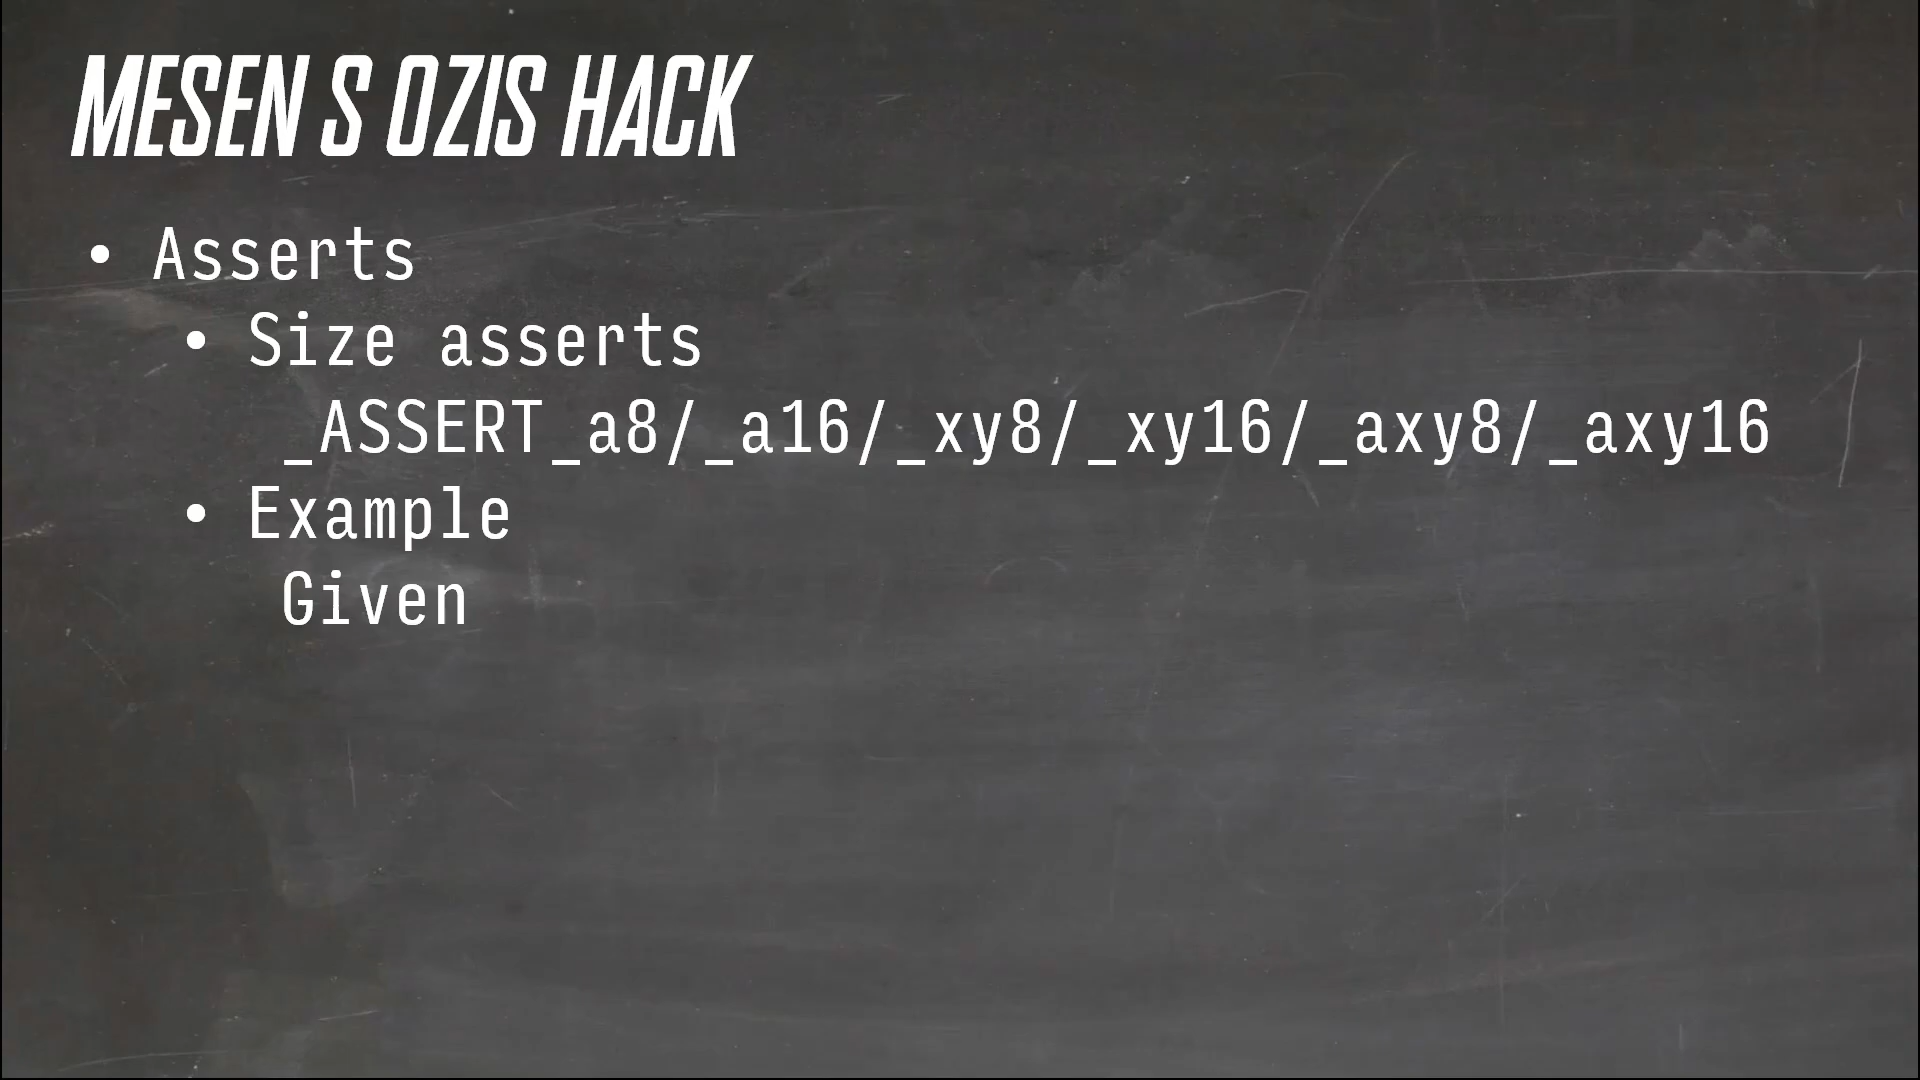 MESEN S OZIS HACK
• Asserts
• Size asserts
_ASSERT_a8/_a16/_xy8/_xy16/_axy8/_axy16
• Example
Given